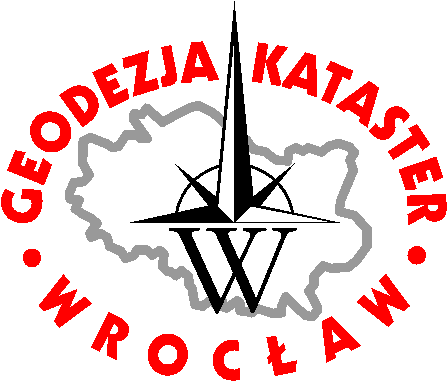 GEODEZJA KATASTER
W
• WROCŁAW •